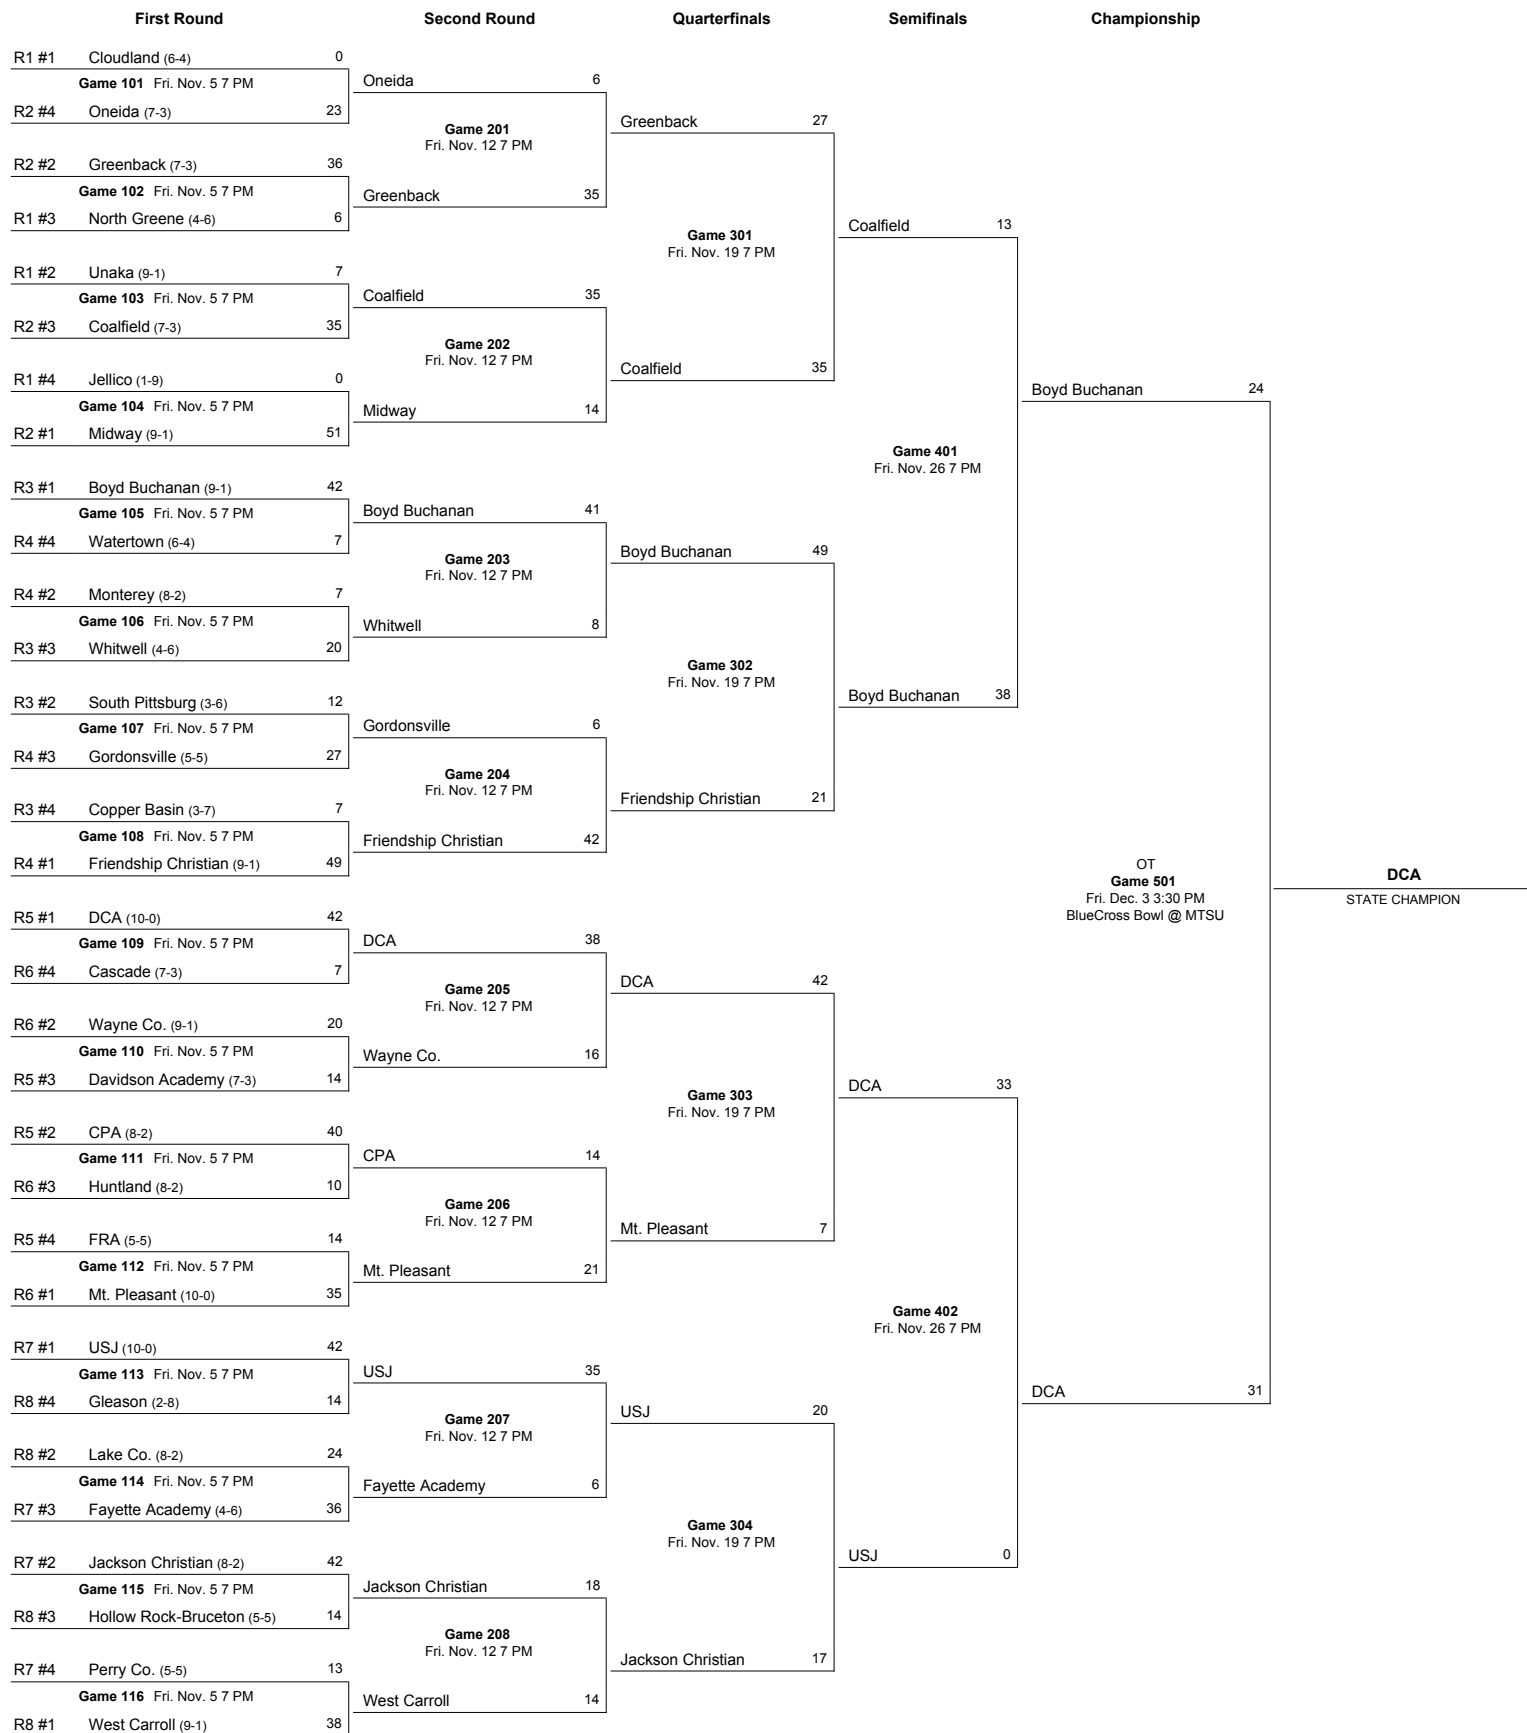 First Round Second Round Quarterfinals Semifinals Championship
R1 #1 Cloudland (6-4) 0
Game 101 Fri. Nov. 5 7 PM
R2 #4 Oneida (7-3) 23
R2 #2 Greenback (7-3) 36
Game 102 Fri. Nov. 5 7 PM
R1 #3 North Greene (4-6) 6
R1 #2 Unaka (9-1) 7
Game 103 Fri. Nov. 5 7 PM
R2 #3 Coalfield (7-3) 35
R1 #4 Jellico (1-9) 0
Game 104 Fri. Nov. 5 7 PM
R2 #1 Midway (9-1) 51
R3 #1 Boyd Buchanan (9-1) 42
Game 105 Fri. Nov. 5 7 PM
R4 #4 Watertown (6-4) 7
R4 #2 Monterey (8-2) 7
Game 106 Fri. Nov. 5 7 PM
R3 #3 Whitwell (4-6) 20
R3 #2 South Pittsburg (3-6) 12
Game 107 Fri. Nov. 5 7 PM
R4 #3 Gordonsville (5-5) 27
R3 #4 Copper Basin (3-7) 7
Game 108 Fri. Nov. 5 7 PM
R4 #1 Friendship Christian (9-1) 49
R5 #1 DCA (10-0) 42
Game 109 Fri. Nov. 5 7 PM
R6 #4 Cascade (7-3) 7
R6 #2 Wayne Co. (9-1) 20
Game 110 Fri. Nov. 5 7 PM
R5 #3 Davidson Academy (7-3) 14
R5 #2 CPA (8-2) 40
Game 111 Fri. Nov. 5 7 PM
R6 #3 Huntland (8-2) 10
R5 #4 FRA (5-5) 14
Game 112 Fri. Nov. 5 7 PM
R6 #1 Mt. Pleasant (10-0) 35
R7 #1 USJ (10-0) 42
Game 113 Fri. Nov. 5 7 PM
R8 #4 Gleason (2-8) 14
R8 #2 Lake Co. (8-2) 24
Game 114 Fri. Nov. 5 7 PM
R7 #3 Fayette Academy (4-6) 36
R7 #2 Jackson Christian (8-2) 42
Game 115 Fri. Nov. 5 7 PM
R8 #3 Hollow Rock-Bruceton (5-5) 14
R7 #4 Perry Co. (5-5) 13
Game 116 Fri. Nov. 5 7 PM
R8 #1 West Carroll (9-1) 38
Oneida 6
Game 201
Fri. Nov. 12 7 PM
Greenback 35
Coalfield 35
Game 202
Fri. Nov. 12 7 PM
Midway 14
Boyd Buchanan 41
Game 203
Fri. Nov. 12 7 PM
Whitwell 8
Gordonsville 6
Game 204
Fri. Nov. 12 7 PM
Friendship Christian 42
DCA 38
Game 205
Fri. Nov. 12 7 PM
Wayne Co. 16
CPA 14
Game 206
Fri. Nov. 12 7 PM
Mt. Pleasant 21
USJ 35
Game 207
Fri. Nov. 12 7 PM
Fayette Academy 6
Jackson Christian 18
Game 208
Fri. Nov. 12 7 PM
West Carroll 14
Greenback 27
Game 301
Fri. Nov. 19 7 PM
Coalfield 35
Boyd Buchanan 49
Game 302
Fri. Nov. 19 7 PM
Friendship Christian 21
DCA 42
Game 303
Fri. Nov. 19 7 PM
Mt. Pleasant 7
USJ 20
Game 304
Fri. Nov. 19 7 PM
Jackson Christian 17
Coalfield 13
Game 401
Fri. Nov. 26 7 PM
Boyd Buchanan 38
DCA 33
Game 402
Fri. Nov. 26 7 PM
USJ 0
Boyd Buchanan 24
OT
Game 501
Fri. Dec. 3 3:30 PM
BlueCross Bowl @ MTSU
DCA 31
DCA
STATE CHAMPION